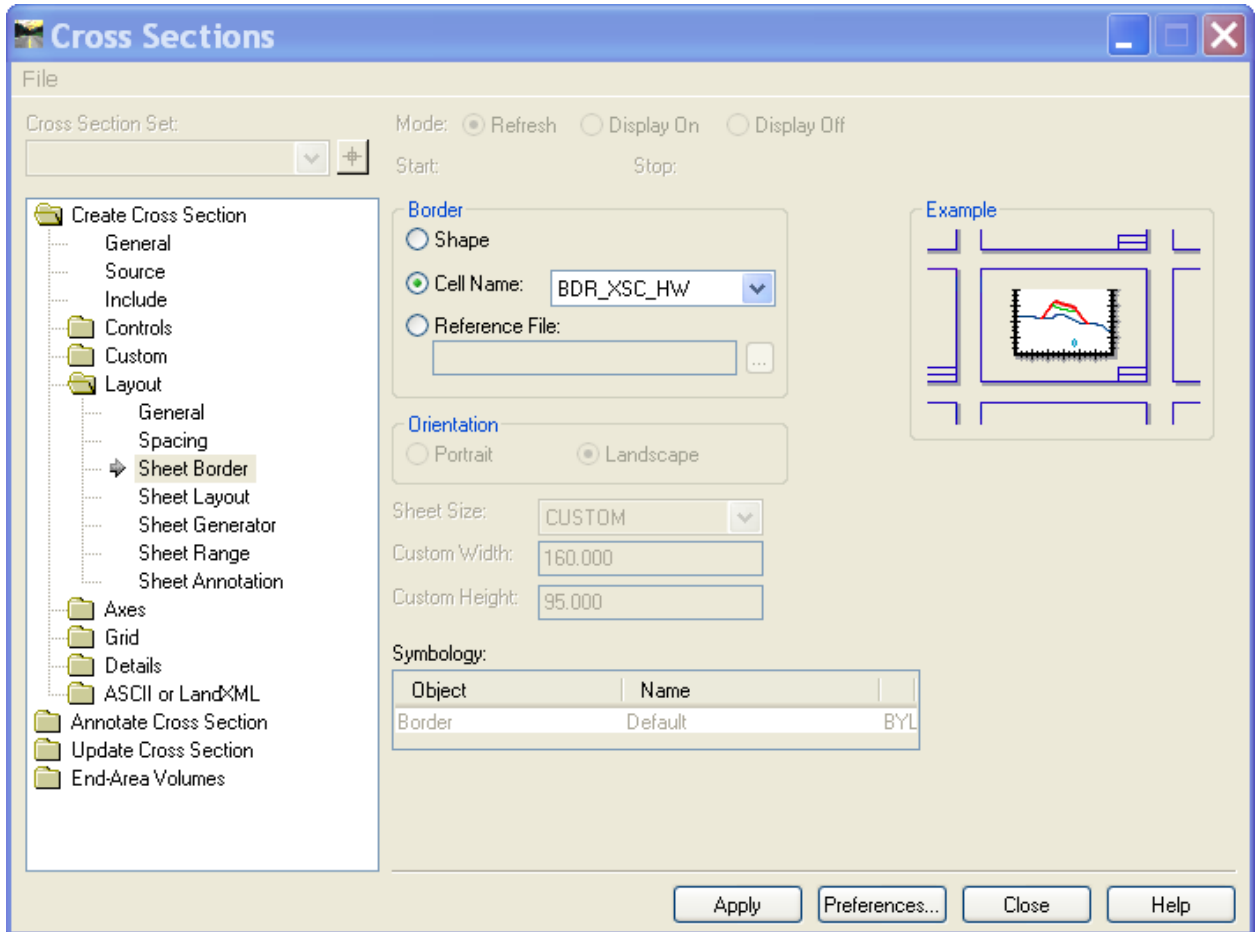 Cross Sections
File
Cross Section Set:
Mode: Refresh Display On Display Off
Start: Stop:
Create Cross Section
General
Source
Include
Controls
Custom
Layout
General
Spacing
Sheet Border
Sheet Layout
Sheet Generator
Sheet Range
Sheet Annotation
Axes
Grid
Details
ASCII or LandXML
Annotate Cross Section
Update Cross Section
End-Area Volumes
Border
Shape
Cell Name: BDR_XSC_HW
Reference File:
...
Orientation
Portrait Landscape
Sheet Size: CUSTOM
Custom Width: 160.000
Custom Height: 95.000
Symbology:
Object Name
Border Default BYL
Example
0
Apply Preferences... Close Help